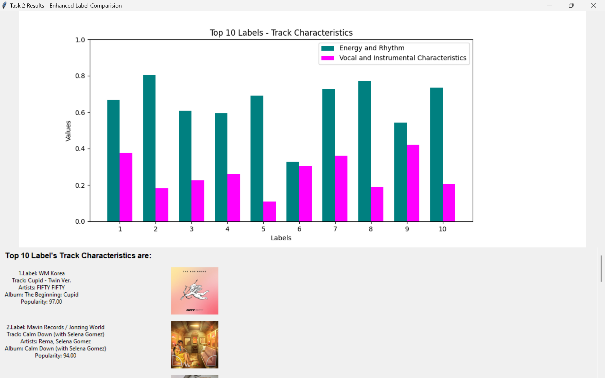 Task 2 Results - Enhanced Label Comparision
Top 10 Labels - Track Characteristics
Energy and Rhythm
Vocal and Instrumental Characteristics
1.0
0.8
0.6
0.4
0.2
0.0
Values
1 2 3 4 5 6 7 8 9 10
Labels
Top 10 Label's Track Characteristics are:
1.Label: WM Korea
Track: Cupid - Twin Ver.
Artists: FIFTY FIFTY
Album: The Beginning: Cupid
Popularity: 97.00
2.Label: Mavin Records / Jonzing World
Track: Calm Down (with Selena Gomez)
Artists: Rema, Selena Gomez
Album: Calm Down (with Selena Gomez)
Popularity: 94.00